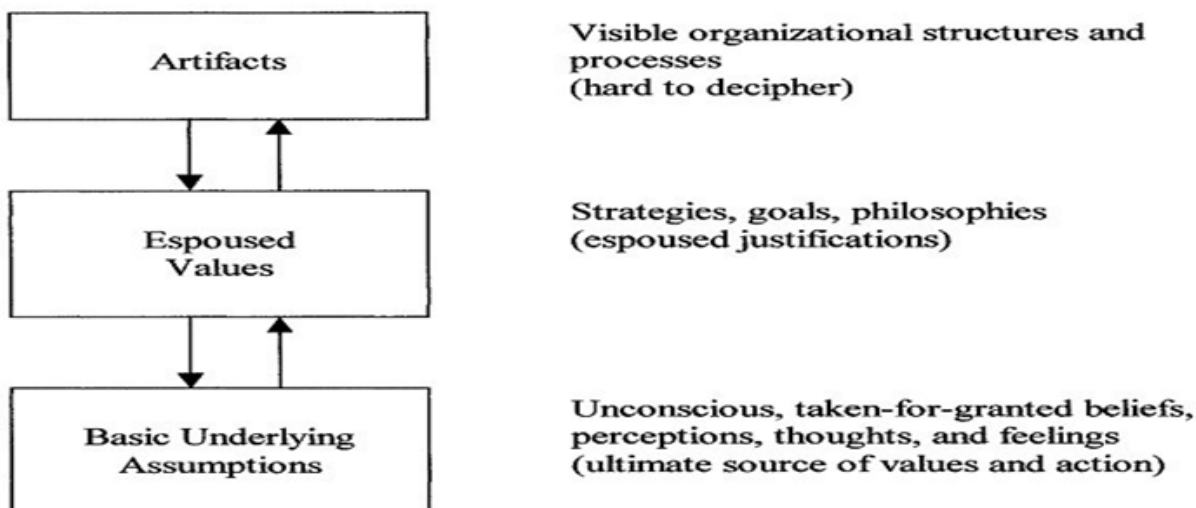 Artifacts
Visible organizational structures and
processes
(hard to decipher)
Espoused
Values
Strategies, goals, philosophies
(espoused justifications)
Basic Underlying
Assumptions
Unconscious, taken-for-granted beliefs,
perceptions, thoughts, and feelings
(ultimate source of values and action)